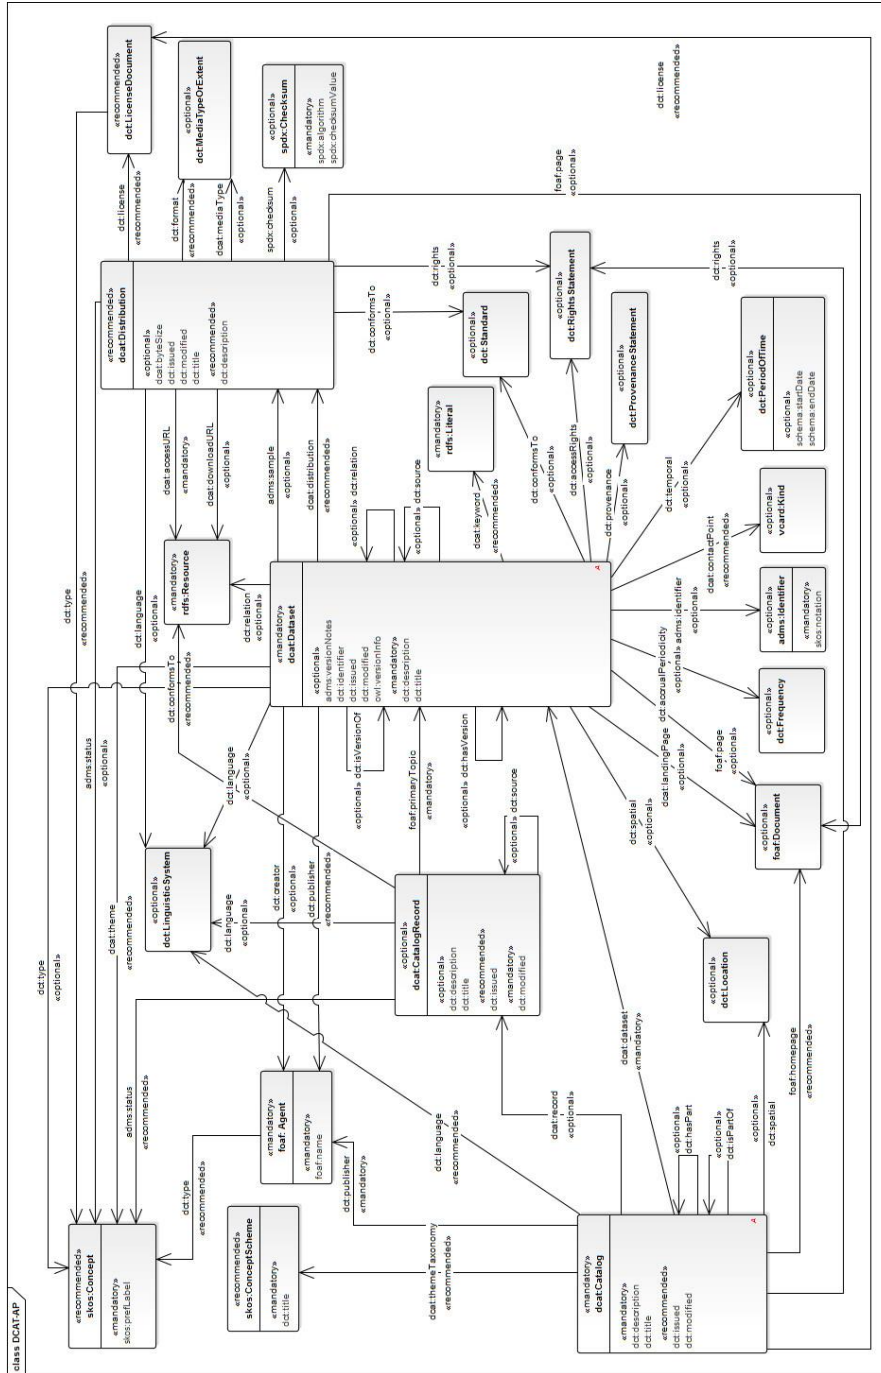 class DCAT-AP
«recommended»
skos:Concept
«mandatory»
skos:prefLabel
«recommended»
skos:ConceptScheme
«mandatory»
dct:title
«mandatory»
dcat:Catalog
«mandatory»
dct:description
dct:title
«recommended»
dct:issued
dct:modified
«mandatory»
foaf:Agent
«mandatory»
foaf:name
«optional»
dcat:CatalogRecord
«optional»
dct:description
dct:title
«recommended»
dct:issued
«mandatory»
dct:modified
«optional»
dct:LinguisticSystem
«optional»
dct:Location
«optional»
foaf:Document
«mandatory»
rdfs:Resource
«mandatory»
dcat:Dataset
«optional»
adms:versionNotes
dct:identifier
dct:issued
dct:modified
owl:versionInfo
«mandatory»
dct:description
dct:title
«optional»
dct:Frequency
«optional»
adms:Identifier
«mandatory»
skos:notation
«optional»
vcard:Kind
«mandatory»
rdfs:Literal
«recommended»
dcat:Distribution
«optional»
dcat:byteSize
dct:issued
dct:modified
dct:title
«recommended»
dct:description
«optional»
dct:Standard
«optional»
dct:RightsStatement
«optional»
dct:ProvenanceStatement
«optional»
dct:PeriodOfTime
«optional»
schema:startDate
schema:endDate
«recommended»
dct:LicenseDocument
«optional»
dct:MediaTypeOrExtent
«optional»
spdx:Checksum
«mandatory»
spdx:algorithm
spdx:checksumValue
dct:type
«optional»
dct:type
«recommended»
adms:status
«optional»
dcat:theme
«recommended»
adms:status
«recommended»
dct:type
«recommended»
dct:language
«optional»
dct:conformsTo
«recommended»
dct:language
«optional»
dct:language
«optional»
dct:language
«recommended»
dct:creator
«optional»
dct:publisher
«recommended»
dct:publisher
«mandatory»
dcat:themeTaxonomy
«recommended»
dcat:record
«optional»
dcat:dataset
«mandatory»
«optional»
dct:hasPart
«optional»
dct:isPartOf
«optional»
dct:spatial
foaf:homepage
«recommended»
foaf:primaryTopic
«mandatory»
«optional» dct:source
«optional» dct:isVersionOf
«optional» dct:hasVersion
dct:spatial
«optional»
dcat:landingPage
«optional»
foaf:page
«optional»
dct:accrualPeriodicity
«optional»
adms:identifier
«optional»
dcat:contactPoint
«recommended»
dct:temporal
«optional»
dct:provenance
«optional»
dct:accessRights
«optional»
dct:conformsTo
«optional»
dcat:keyword
«recommended»
«optional» dct:relation
«optional» dct:source
dct:relation
«optional»
adms:sample
«optional»
dcat:distribution
«recommended»
dcat:accessURL
«mandatory»
dcat:downloadURL
«optional»
dct:license
«recommended»
dct:format
«recommended»
dcat:mediaType
«optional»
spdx:checksum
«optional»
dct:conformsTo
«optional»
dct:rights
«optional»
foaf:page
«optional»
dct:license
«recommended»
dct:rights
«optional»
A
A